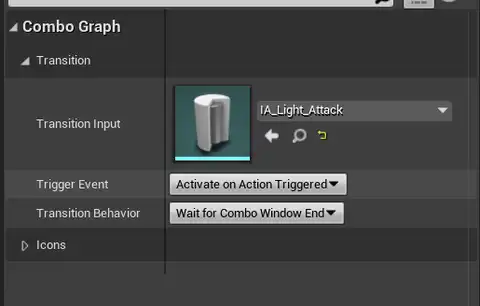 Combo Graph
Transition
Transition Input
IA_Light_Attack
Trigger Event
Activate on Action Triggered
Transition Behavior
Wait for Combo Window End
Icons